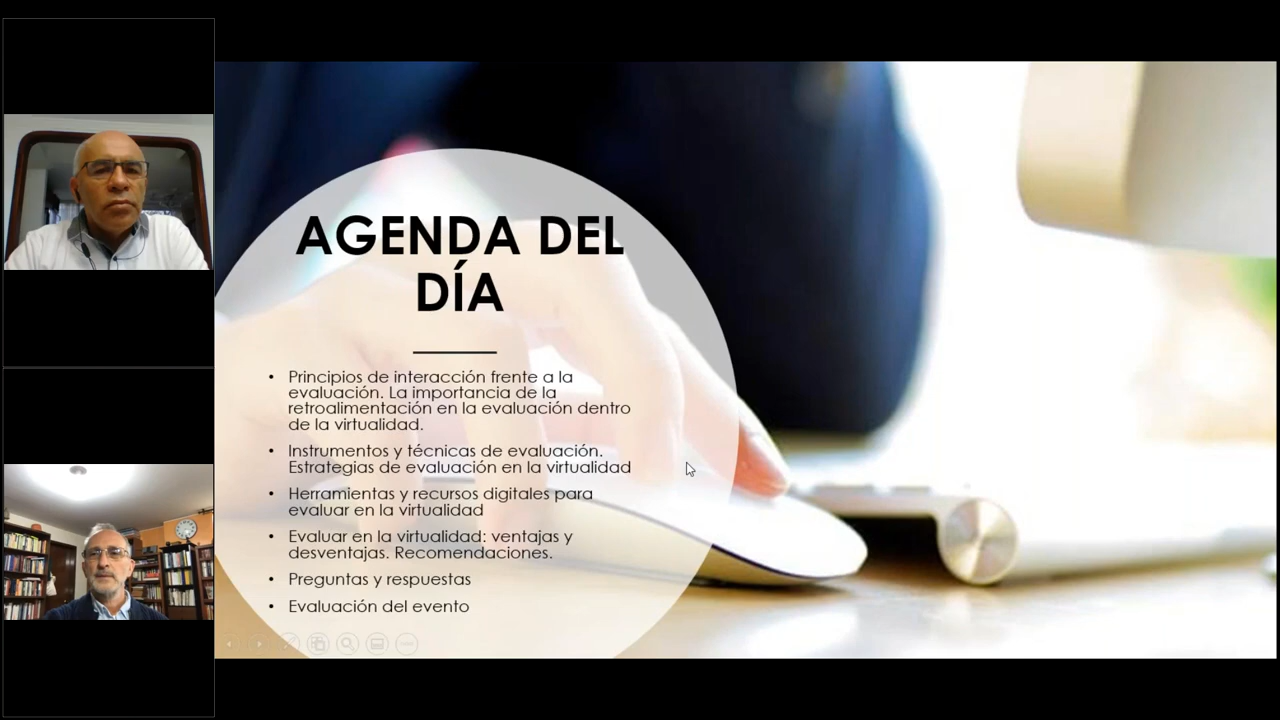 AGENDA DEL
DÍA
• Principios de interacción frente a la
evaluación. La importancia de la
retroalimentación en la evaluación dentro
de la virtualidad.
• Instrumentos y técnicas de evaluación.
Estrategias de evaluación en la virtualidad
• Herramientas y recursos digitales para
evaluar en la virtualidad
• Evaluar en la virtualidad: ventajas y
desventajas. Recomendaciones.
• Preguntas y respuestas
• Evaluación del evento